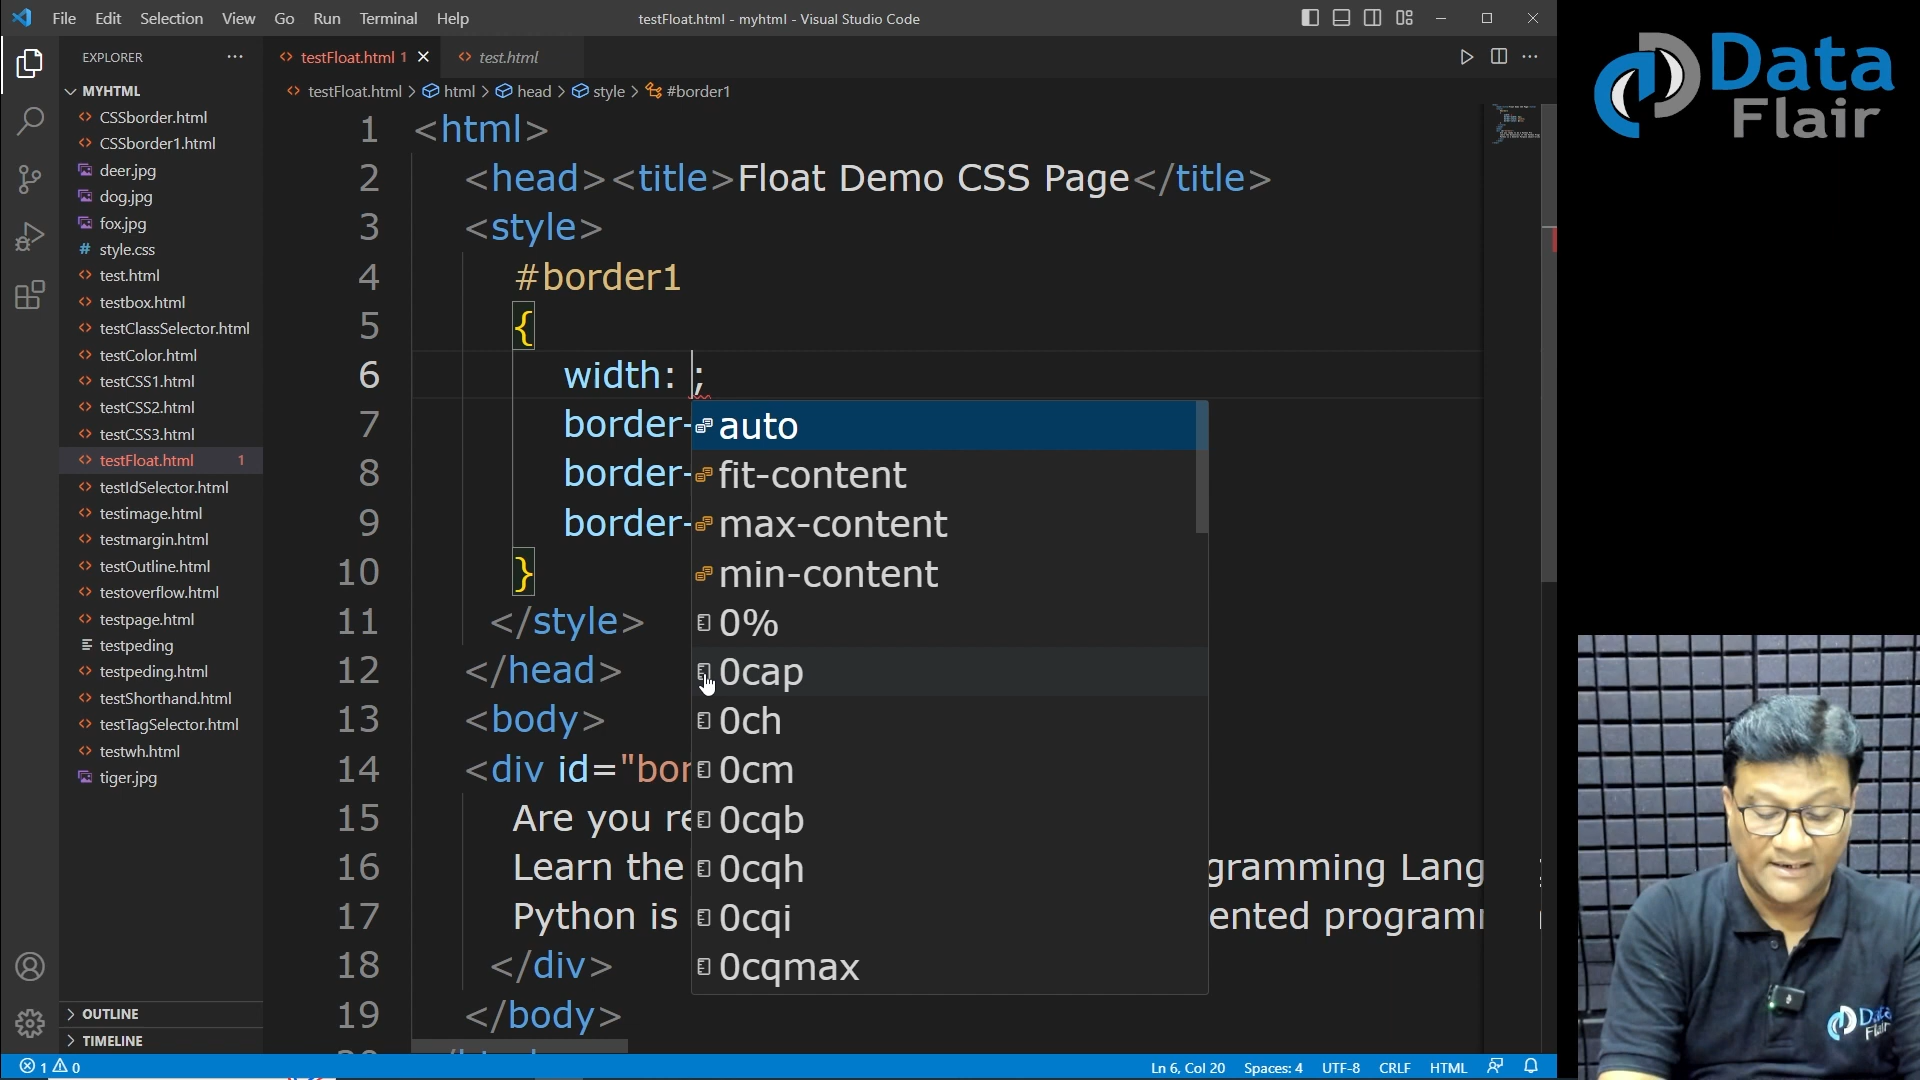 File Edit Selection View Go Run Terminal Help
testFloat.html - myhtml - Visual Studio Code
EXPLORER
MYHTML
CSSborder.html
CSSborder1.html
deer.jpg
dog.jpg
fox.jpg
style.css
test.html
testbox.html
testClassSelector.html
testColor.html
testCSS1.html
testCSS2.html
testCSS3.html
testFloat.html 1
testIdSelector.html
testimage.html
testmargin.html
testOutline.html
testoverflow.html
testpage.html
testpeding
testpeding.html
testShorthand.html
testTagSelector.html
testwh.html
tiger.jpg
OUTLINE
TIMELINE
testFloat.html 1 test.html
testFloat.html > html > head > style > #border1
1 <html>
2 <head><title>Float Demo CSS Page</title>
3 <style>
4 #border1
5 {
6 width: ;
7 border-
8 border-
9 border-
10 }
11 </style>
12 </head>
13 <body>
14 <div id="bor
15 Are you re
16 Learn the gramming Lang
17 Python is ented program
18 </div>
19 </body>
auto
fit-content
max-content
min-content
0%
0cap
0ch
0cm
0cqb
0cqh
0cqi
0cqmax
1 0
Ln 6, Col 20 Spaces: 4 UTF-8 CRLF HTML
Data
Flair